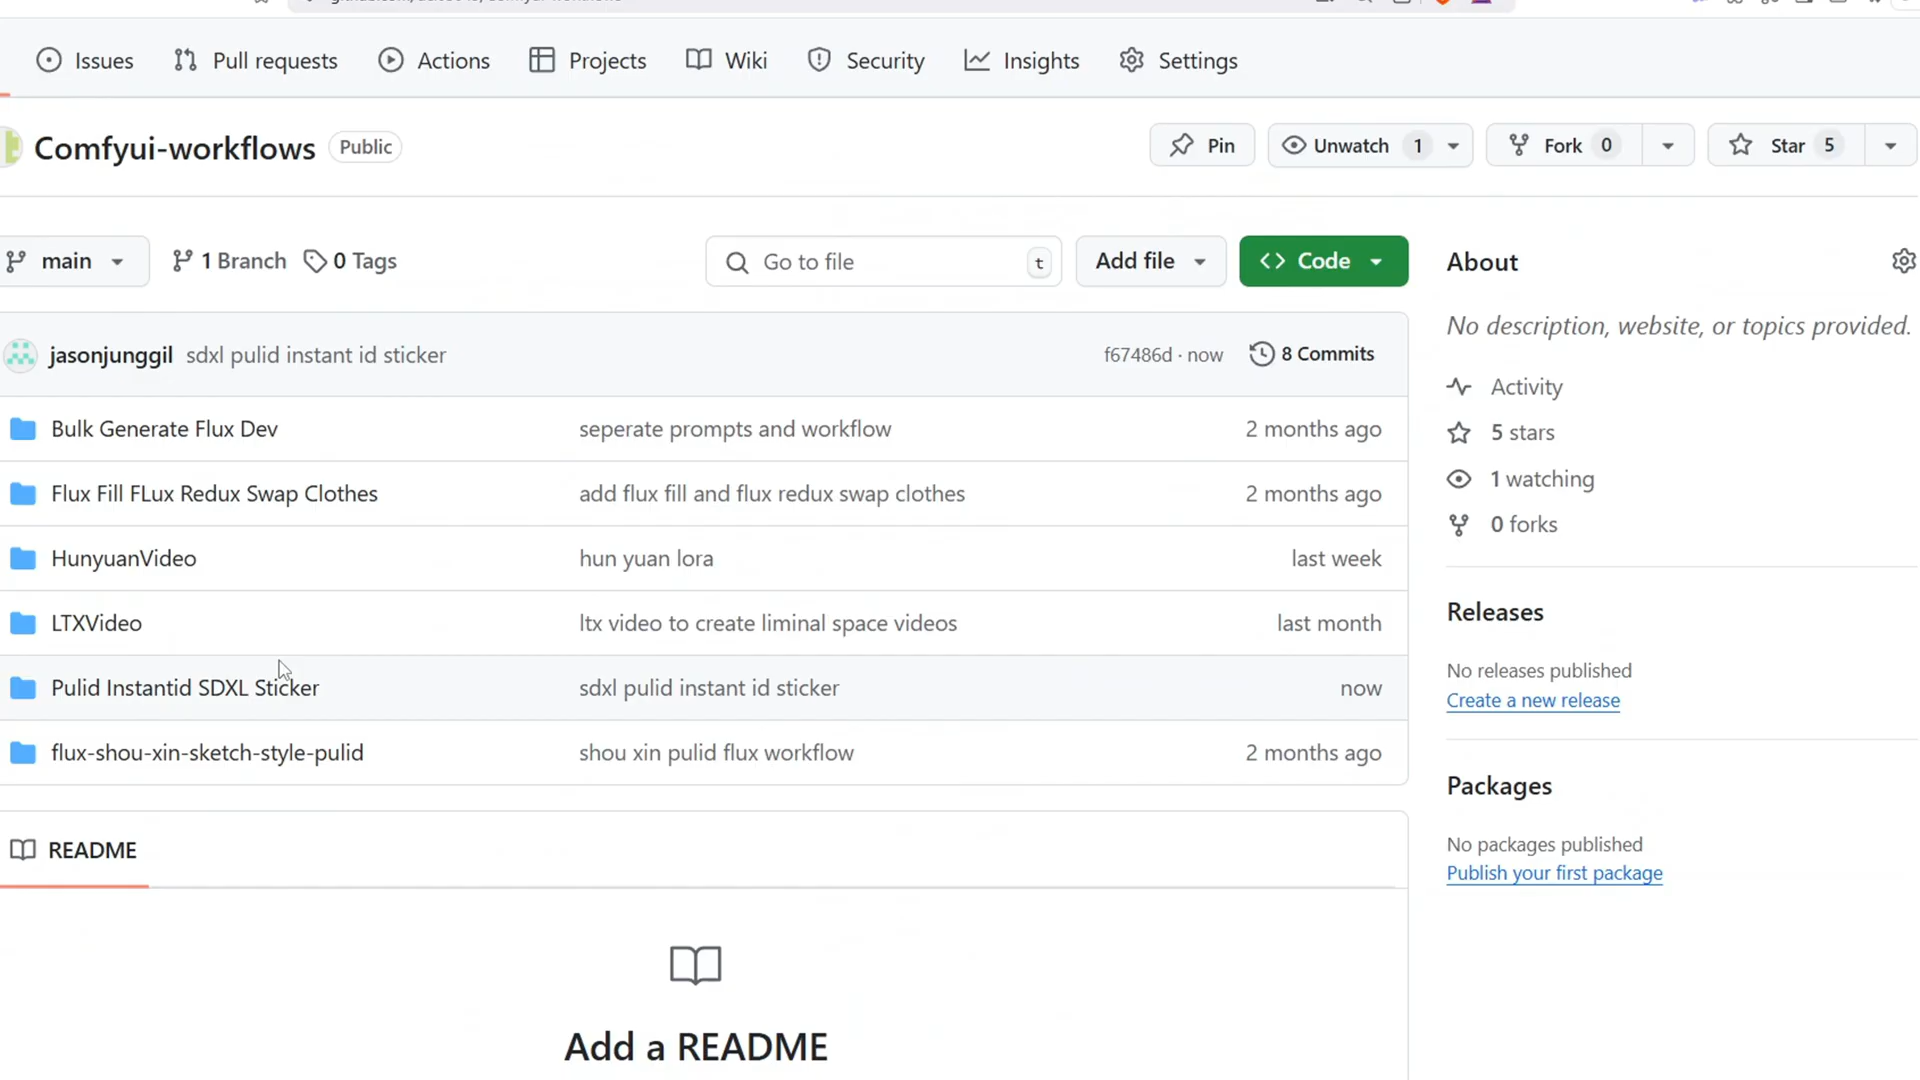 Issues Pull requests Actions Projects Wiki Security Insights Settings
Comfyui-workflows Public Pin Unwatch 1 Fork 0 Star 5
main 1 Branch 0 Tags Go to file t Add file Code
jasonjunggil sdxl pulid instant id sticker f67486d · now 8 Commits
Bulk Generate Flux Dev seperate prompts and workflow 2 months ago
Flux Fill FLux Redux Swap Clothes add flux fill and flux redux swap clothes 2 months ago
HunyuanVideo hun yuan lora last week
LTXVideo ltx video to create liminal space videos last month
Pulid Instantid SDXL Sticker sdxl pulid instant id sticker now
flux-shou-xin-sketch-style-pulid shou xin pulid flux workflow 2 months ago
README
Add a README
About
No description, website, or topics provided.
Activity
5 stars
1 watching
0 forks
Releases
No releases published
Create a new release
Packages
No packages published
Publish your first package